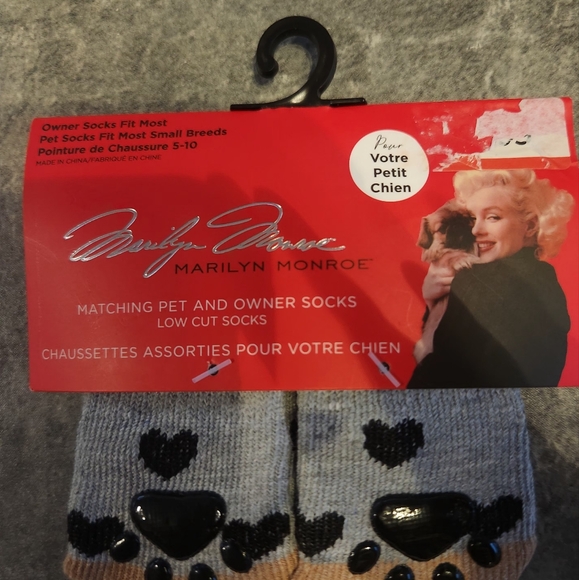 Owner Socks Fit Most
Pet Socks Fit Most Small Breeds
Pointure de Chaussure 5-10
MADE IN CHINA/FABRIQUE EN CHINE
Pour
Votre
Petit
Chien
Marilyn Monroe
MARILYN MONROE
MATCHING PET AND OWNER SOCKS
LOW CUT SOCKS
CHAUSSETTES ASSORTIES POUR VOTRE CHIEN